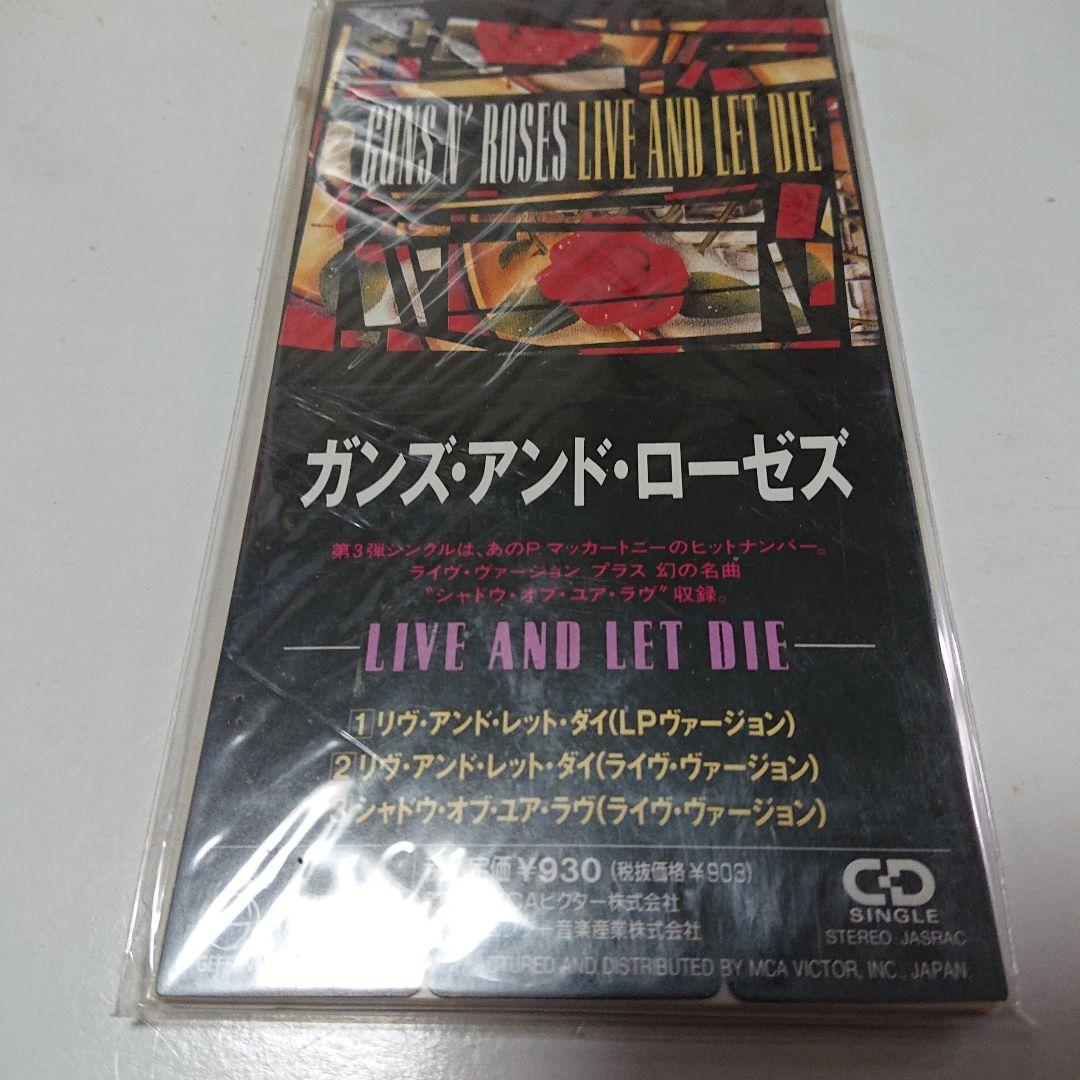 GUNS N' ROSES LIVE AND LET DIE
ガンズ・アンド・ローゼズ
第3弾シングルは、あのP. マッカートニーのヒットナンバー。
ライヴ・ヴァージョン プラス 幻の名曲
“シャドウ・オブ・ユア・ラヴ”収録。
LIVE AND LET DIE
1 リヴ・アンド・レット・ダイ(LPヴァージョン)
2 リヴ・アンド・レット・ダイ(ライヴ・ヴァージョン)
3 シャドウ・オブ・ユア・ラヴ(ライヴ・ヴァージョン)
定価 ¥930 (税抜価格 ¥903)
CAビクター株式会社
ー音楽産業株式会社
CD
SINGLE
STEREO JASRAC
AND DISTRIBUTED BY MCA VICTOR, INC., JAPAN